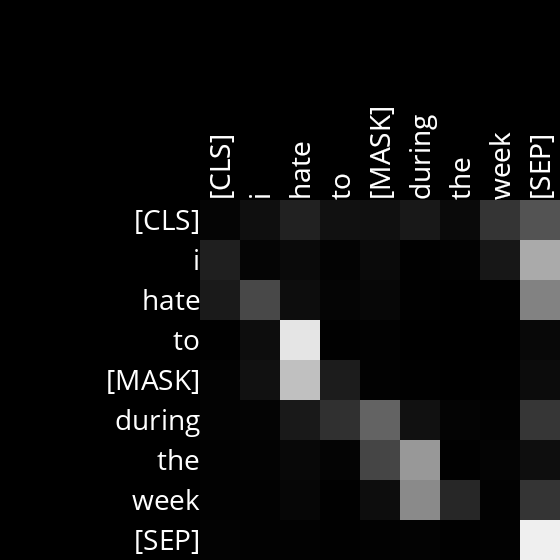 [CLS] i hate to [MASK] during the week [SEP]
[CLS]
i
hate
to
[MASK]
during
the
week
[SEP]